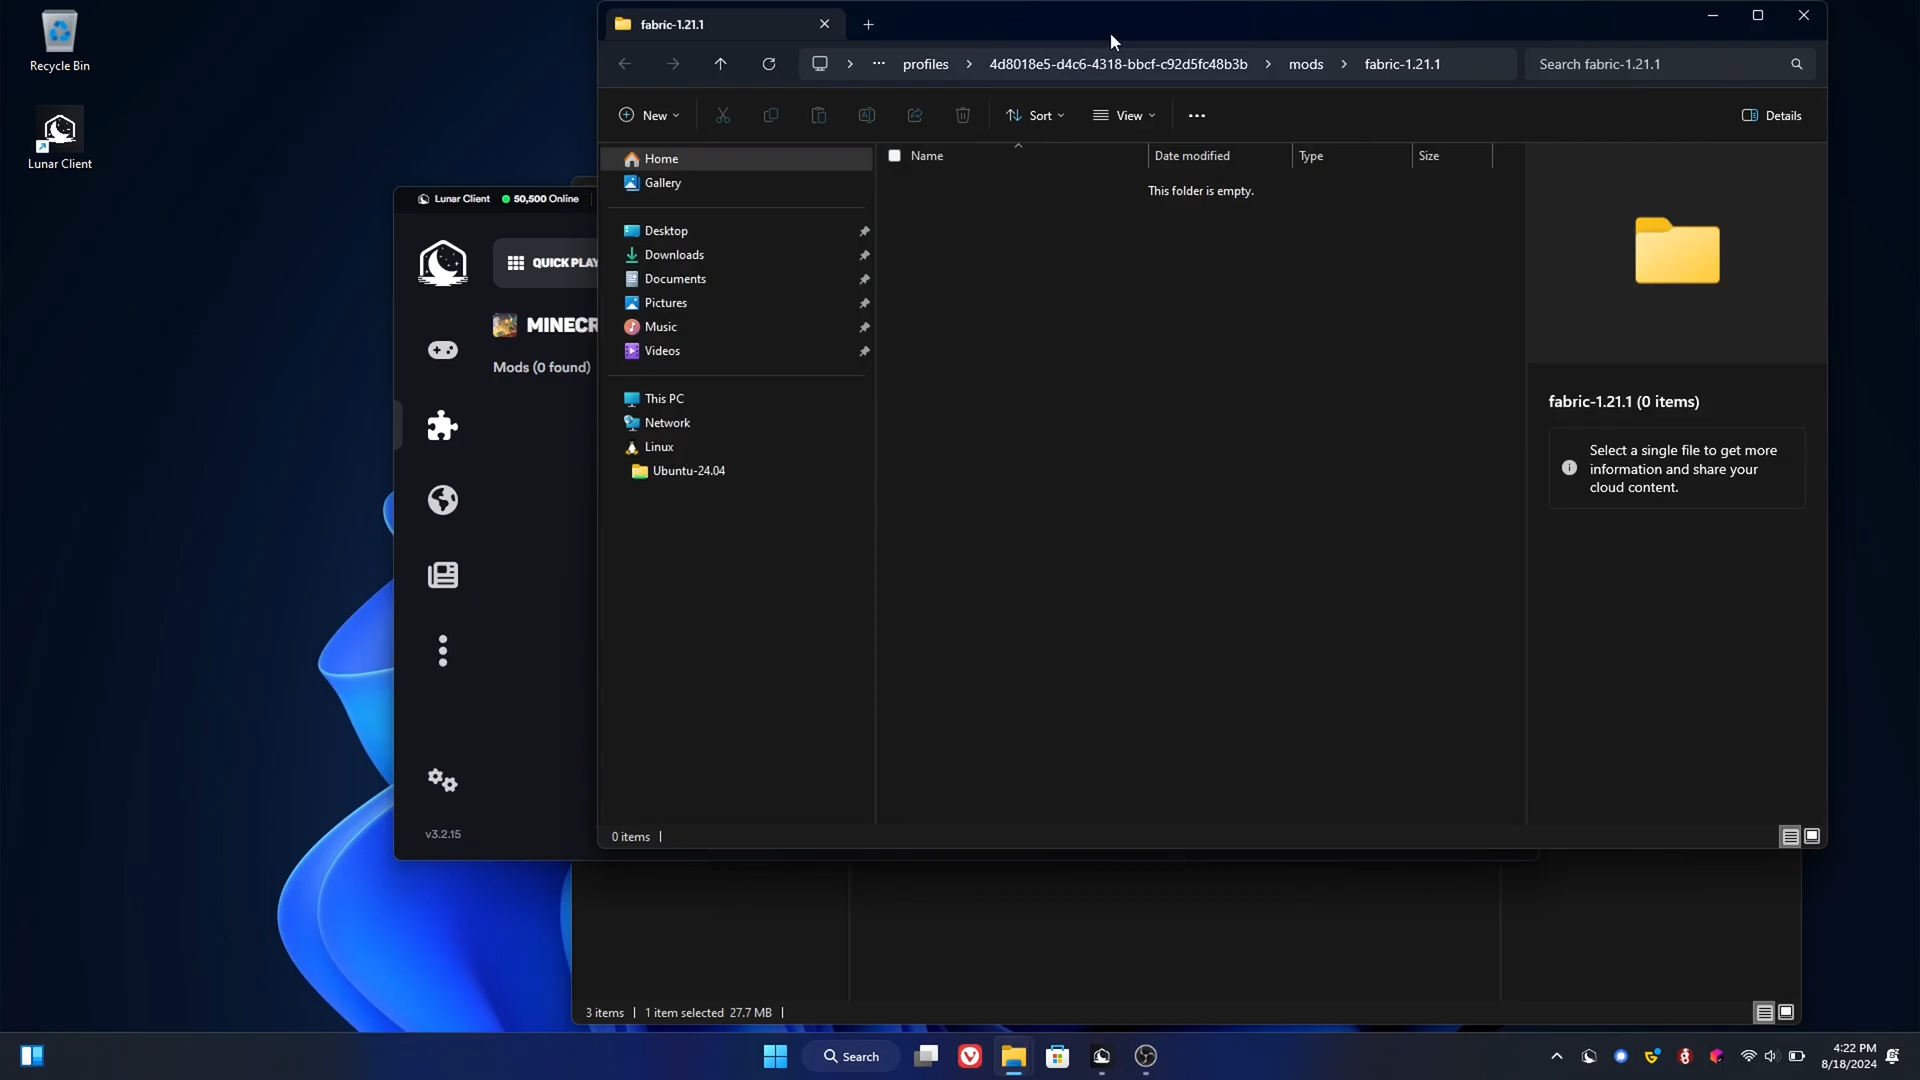 Recycle Bin
Lunar Client
fabric-1.21.1
profiles
4d8018e5-d4c6-4318-bbcf-c92d5fc48b3b
mods
fabric-1.21.1
Search fabric-1.21.1
New
Sort
View
Details
Home
Gallery
Desktop
Downloads
Documents
Pictures
Music
Videos
This PC
Network
Linux
Ubuntu-24.04
Name
Date modified
Type
Size
This folder is empty.
fabric-1.21.1 (0 items)
Select a single file to get more
information and share your
cloud content.
0 items
Lunar Client
50,500 Online
QUICK PLAY
MINECR
Mods (0 found)
v3.2.15
3 items
1 item selected 27.7 MB
Search
4:22 PM
8/18/2024